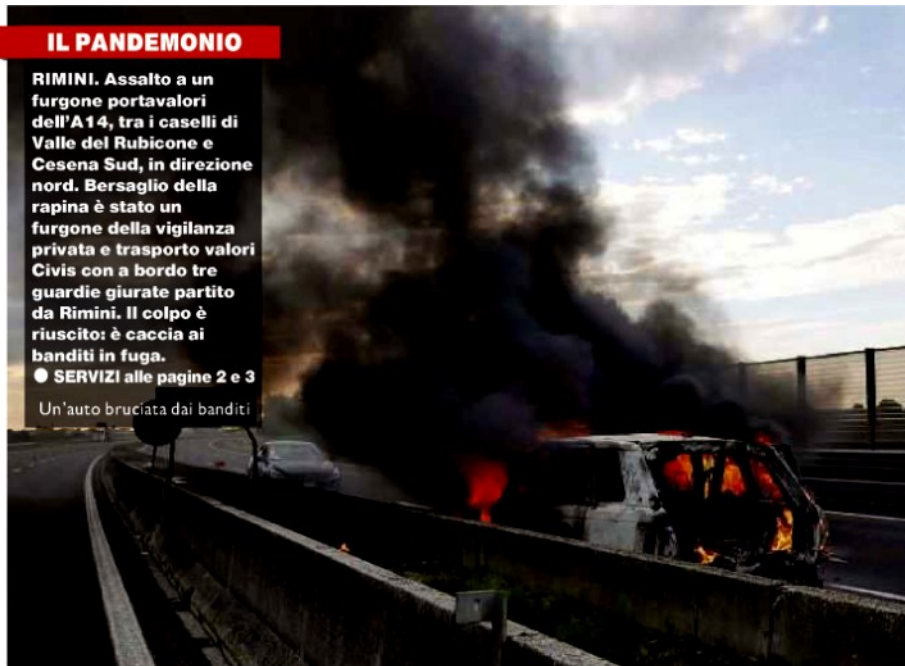 IL PANDEMONIO
RIMINI. Assalto a un
furgone portavalori
dell'A14, tra i caselli di
Valle del Rubicone e
Cesena Sud, in direzione
nord. Bersaglio della
rapina è stato un
furgone della vigilanza
privata e trasporto valori
Civis con a bordo tre
guardie giurate partito
da Rimini. Il colpo è
riuscito: è caccia ai
banditi in fuga.
● SERVIZI alle pagine 2 e 3
Un'auto bruciata dai banditi